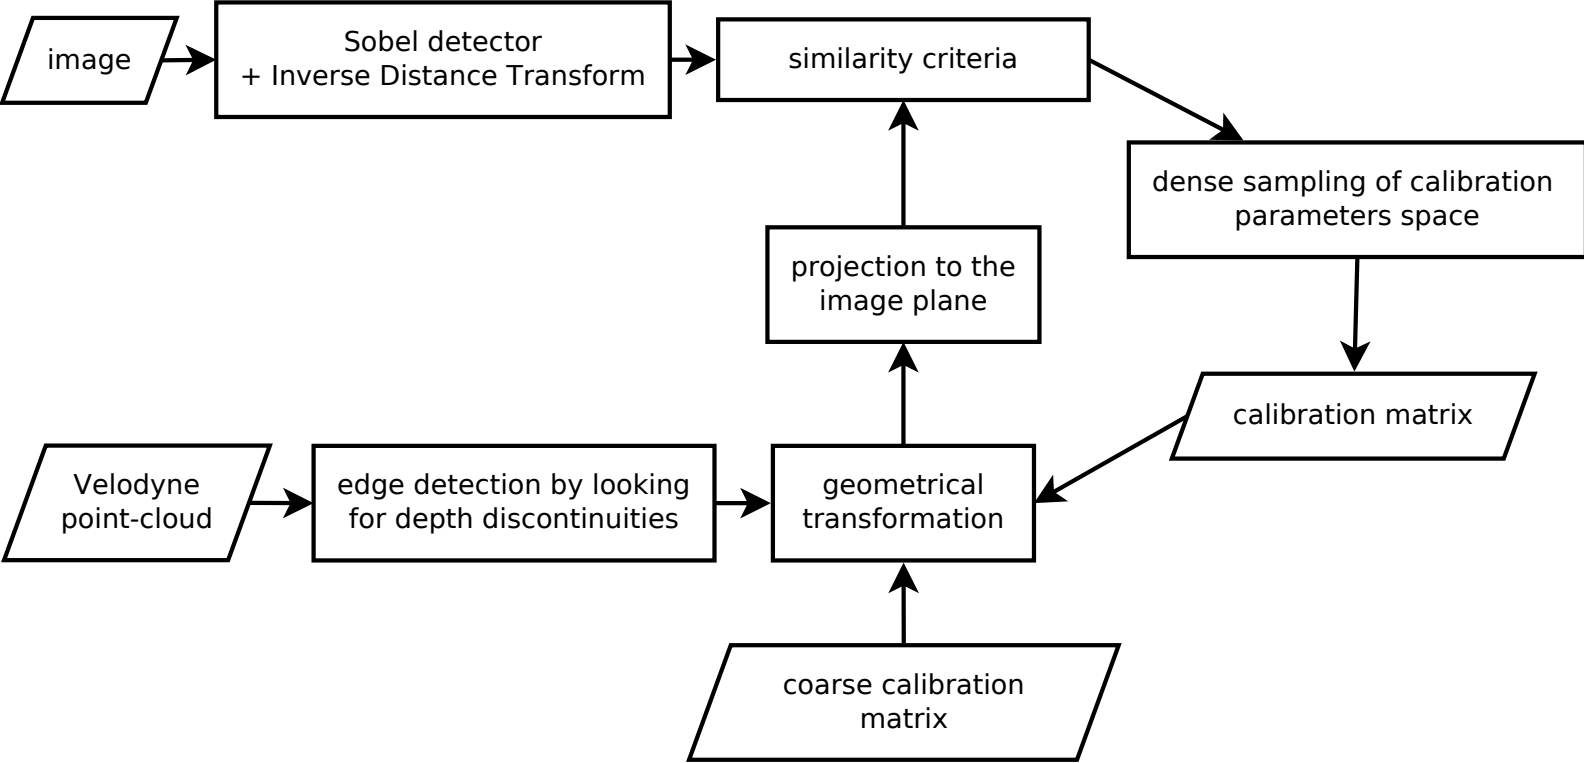 image
Sobel detector
+ Inverse Distance Transform
similarity criteria
dense sampling of calibration
parameters space
projection to the
image plane
calibration matrix
Velodyne
point-cloud
edge detection by looking
for depth discontinuities
geometrical
transformation
coarse calibration
matrix